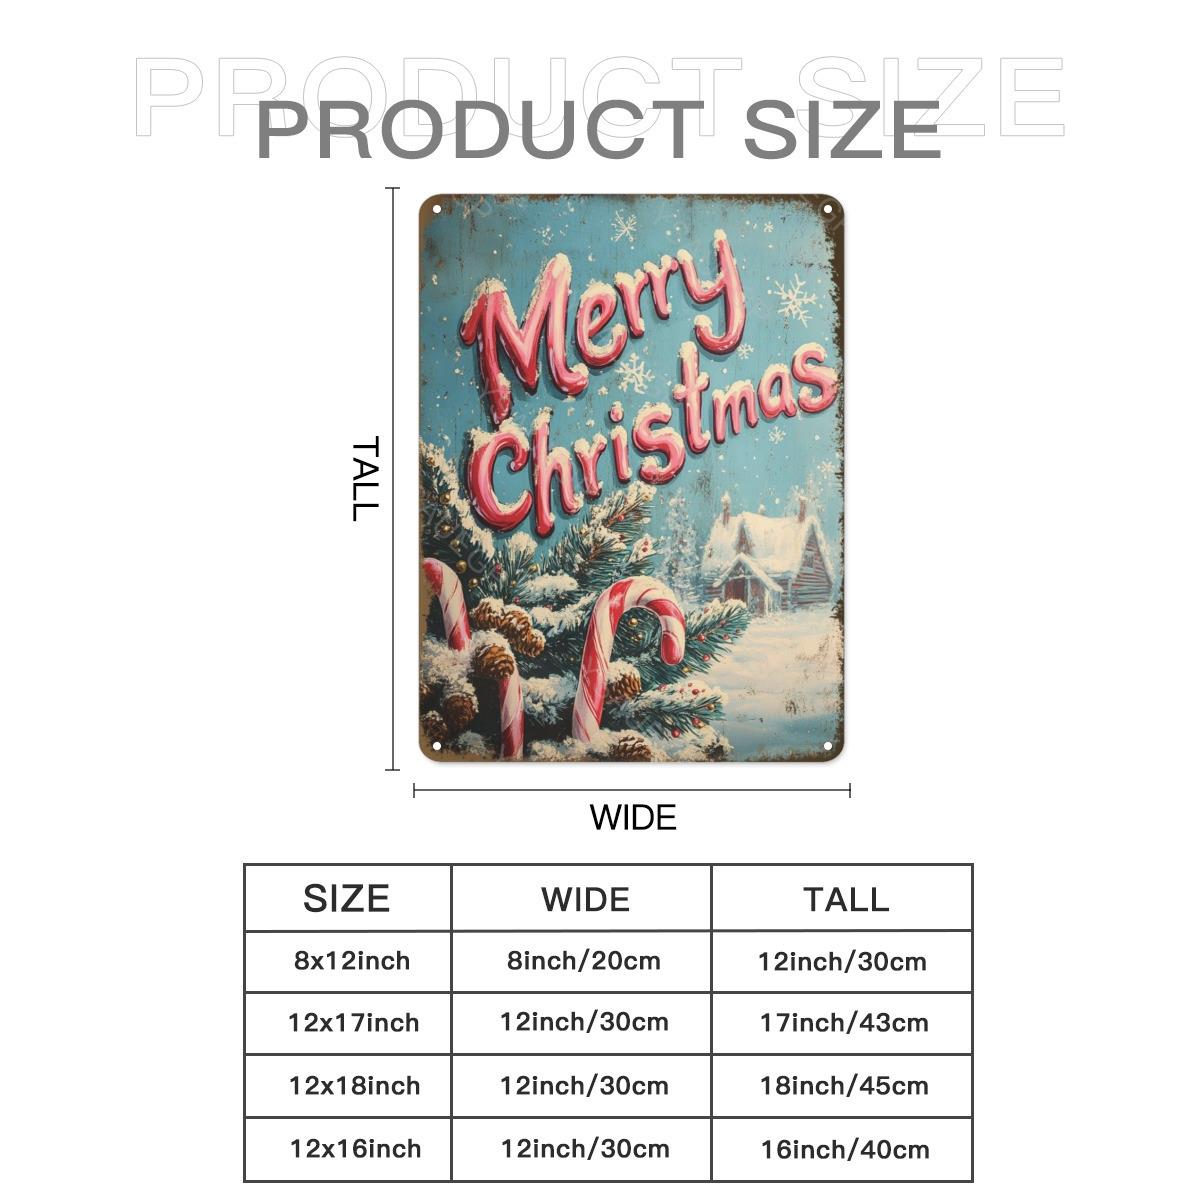 PRODUCT SIZE
PRODUCT SIZE
Merry
Christmas
TALL
WIDE
SIZE WIDE TALL
8x12inch 8inch/20cm 12inch/30cm
12x17inch 12inch/30cm 17inch/43cm
12x18inch 12inch/30cm 18inch/45cm
12x16inch 12inch/30cm 16inch/40cm